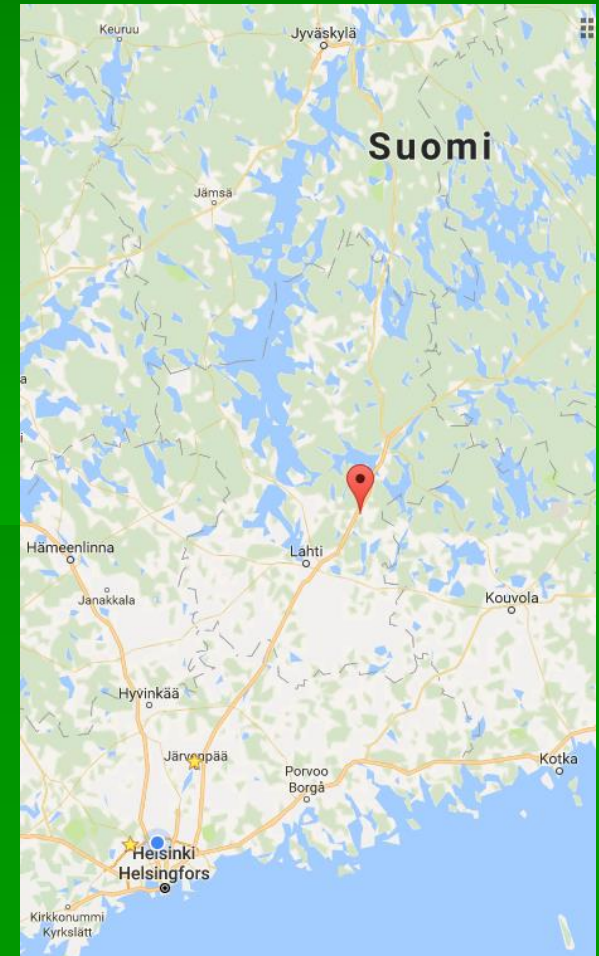 Keuruu
Jyväskylä
Suomi
Jämsä
a
i
Hämeenlinna
Lahti
Janakkala
Kouvola
Hyvinkää
Järvenpää
Kotka
Porvoo
Borgå
Helsinki
Helsingfors
Kirkkonummi
Kyrkslätt